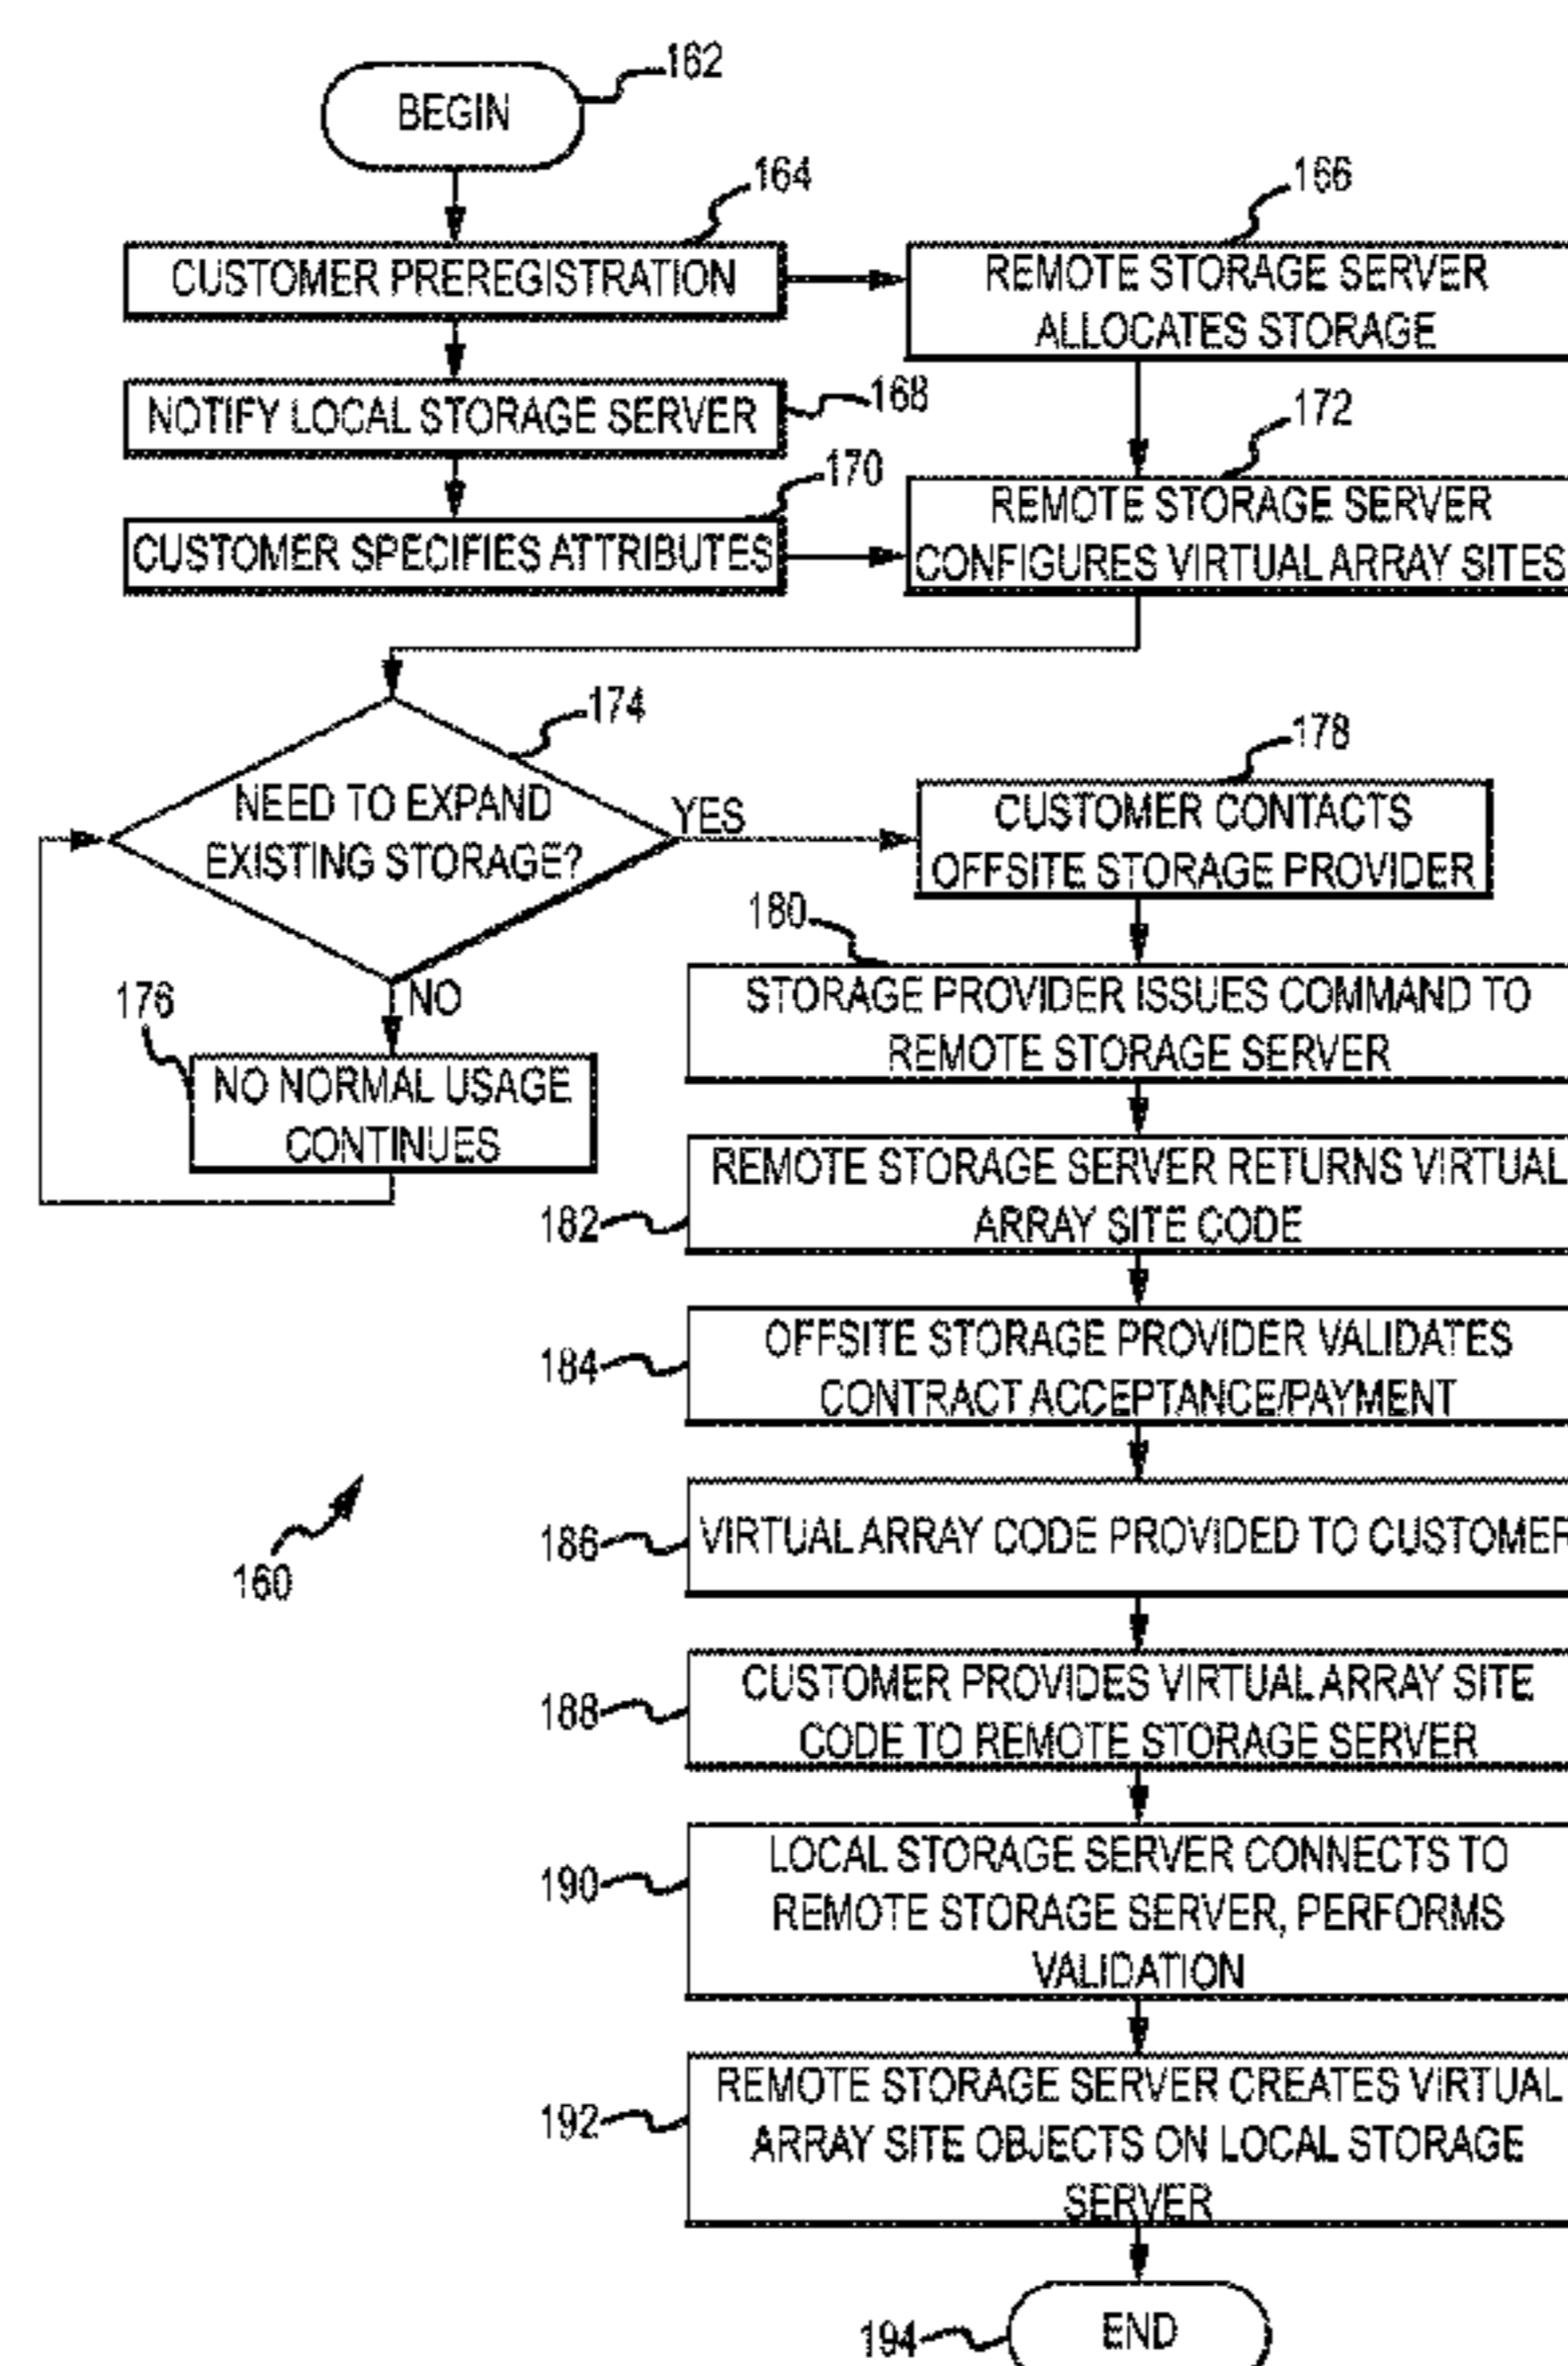 162
BEGIN
164
166
CUSTOMER PREREGISTRATION
REMOTE STORAGE SERVER
ALLOCATES STORAGE
168
NOTIFY LOCAL STORAGE SERVER
172
170
REMOTE STORAGE SERVER
CONFIGURES VIRTUAL ARRAY SITES
CUSTOMER SPECIFIES ATTRIBUTES
174
178
NEED TO EXPAND
EXISTING STORAGE?
YES
CUSTOMER CONTACTS
OFFSITE STORAGE PROVIDER
180
NO
176
STORAGE PROVIDER ISSUES COMMAND TO
REMOTE STORAGE SERVER
NO NORMAL USAGE
CONTINUES
REMOTE STORAGE SERVER RETURNS VIRTUAL
ARRAY SITE CODE
182
OFFSITE STORAGE PROVIDER VALIDATES
CONTRACT ACCEPTANCE/PAYMENT
184
VIRTUAL ARRAY CODE PROVIDED TO CUSTOMER
186
160
CUSTOMER PROVIDES VIRTUAL ARRAY SITE
CODE TO REMOTE STORAGE SERVER
188
LOCAL STORAGE SERVER CONNECTS TO
REMOTE STORAGE SERVER, PERFORMS
VALIDATION
190
REMOTE STORAGE SERVER CREATES VIRTUAL
ARRAY SITE OBJECTS ON LOCAL STORAGE
SERVER
192
END
194